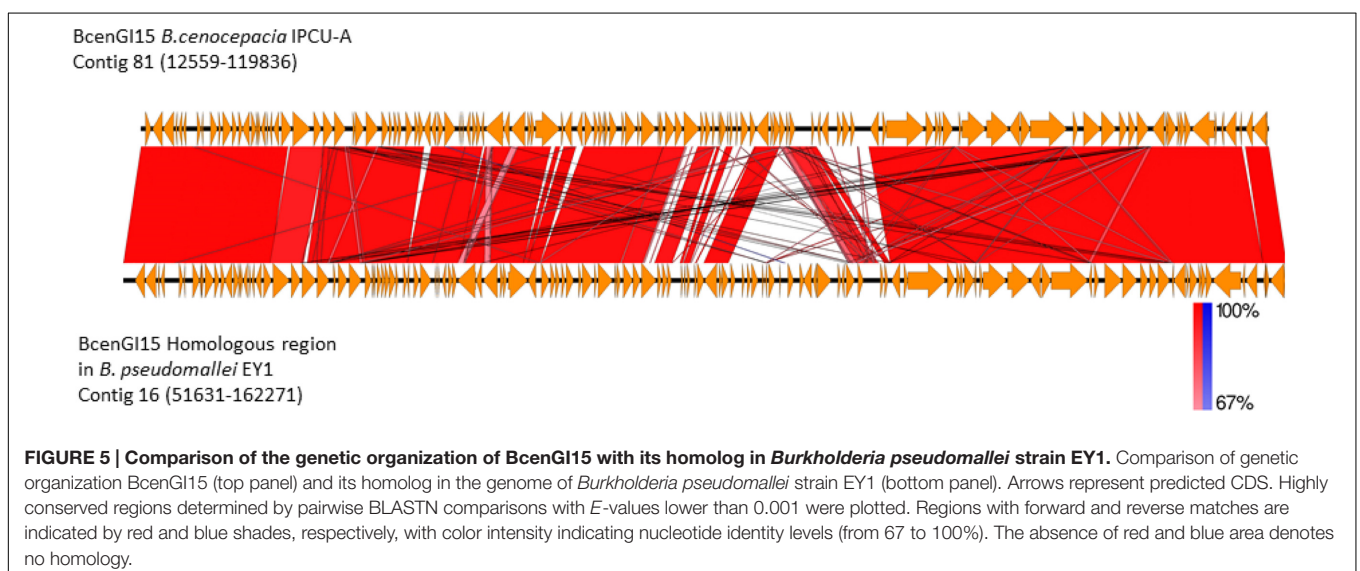 BcenGI15 B.cenocepacia IPCU-A
Contig 81 (12559-119836)
BcenGI15 Homologous region
in B. pseudomallei EY1
Contig 16 (51631-162271)
100%
67%
FIGURE 5 | Comparison of the genetic organization of BcenGI15 with its homolog in Burkholderia pseudomallei strain EY1. Comparison of genetic
organization BcenGI15 (top panel) and its homolog in the genome of Burkholderia pseudomallei strain EY1 (bottom panel). Arrows represent predicted CDS. Highly
conserved regions determined by pairwise BLASTN comparisons with E-values lower than 0.001 were plotted. Regions with forward and reverse matches are
indicated by red and blue shades, respectively, with color intensity indicating nucleotide identity levels (from 67 to 100%). The absence of red and blue area denotes
no homology.